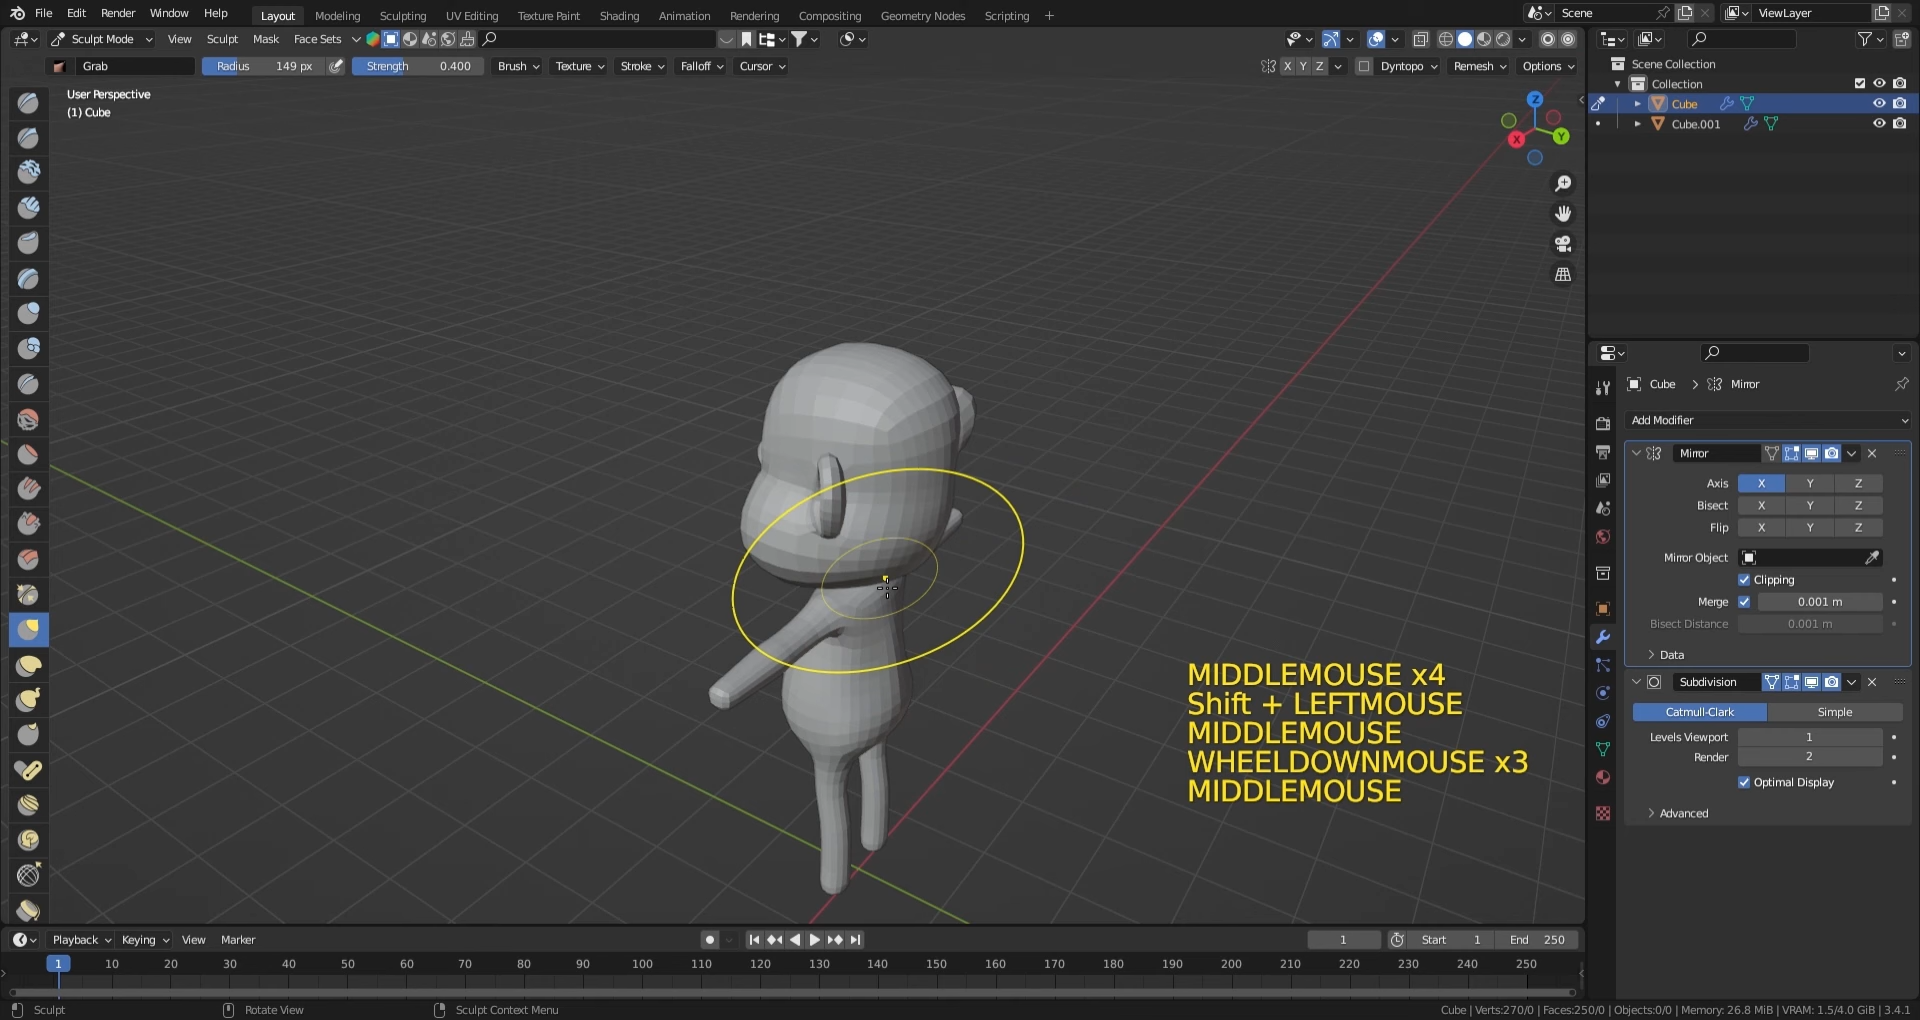 File Edit Render Window Help Layout Modeling Sculpting UV Editing Texture Paint Shading Animation Rendering Compositing Geometry Nodes Scripting + Scene ViewLayer
Sculpt Mode View Sculpt Mask Face Sets
Grab Radius 149 px Strength 0.400 Brush Texture Stroke Falloff Cursor X Y Z Dyntopo Remesh Options
User Perspective
(1) Cube
Z
X
Y
Scene Collection
Collection
Cube
Cube.001
Cube > Mirror
Add Modifier
Mirror
Axis X Y Z
Bisect X Y Z
Flip X Y Z
Mirror Object
Clipping
Merge 0.001 m
Bisect Distance 0.001 m
Data
Subdivision
Catmull-Clark Simple
Levels Viewport 1
Render 2
Optimal Display
Advanced
MIDDLEMOUSE x4
Shift + LEFTMOUSE
MIDDLEMOUSE
WHEELDOWNMOUSE x3
MIDDLEMOUSE
Playback Keying View Marker 1 Start 1 End 250
1 10 20 30 40 50 60 70 80 90 100 110 120 130 140 150 160 170 180 190 200 210 220 230 240 250
Sculpt Rotate View Sculpt Context Menu Cube | Verts:270/0 | Faces:250/0 | Objects:0/0 | Memory: 26.8 MiB | VRAM: 1.5/4.0 GiB | 3.4.1